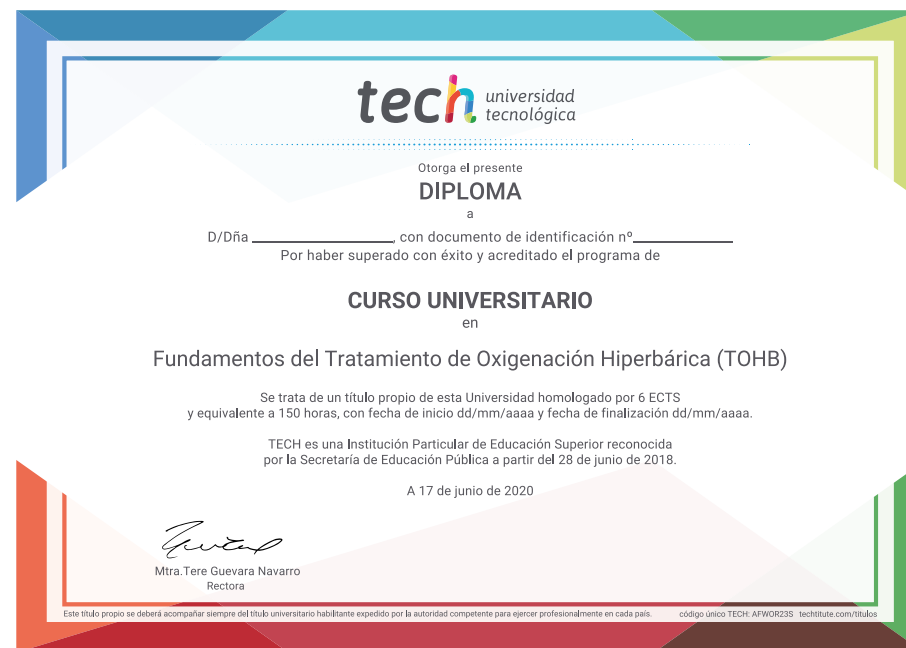 tech universidad
tecnológica
Otorga el presente
DIPLOMA
a
D/Dña ____________________, con documento de identificación nº______________
Por haber superado con éxito y acreditado el programa de
CURSO UNIVERSITARIO
en
Fundamentos del Tratamiento de Oxigenación Hiperbárica (TOHB)
Se trata de un título propio de esta Universidad homologado por 6 ECTS
y equivalente a 150 horas, con fecha de inicio dd/mm/aaaa y fecha de finalización dd/mm/aaaa.
TECH es una Institución Particular de Educación Superior reconocida
por la Secretaría de Educación Pública a partir del 28 de junio de 2018.
A 17 de junio de 2020
Mtra.Tere Guevara Navarro
Rectora
Este título propio se deberá acompañar siempre del título universitario habilitante expedido por la autoridad competente para ejercer profesionalmente en cada país. código único TECH: AFWOR23S techtitute.com/titulos